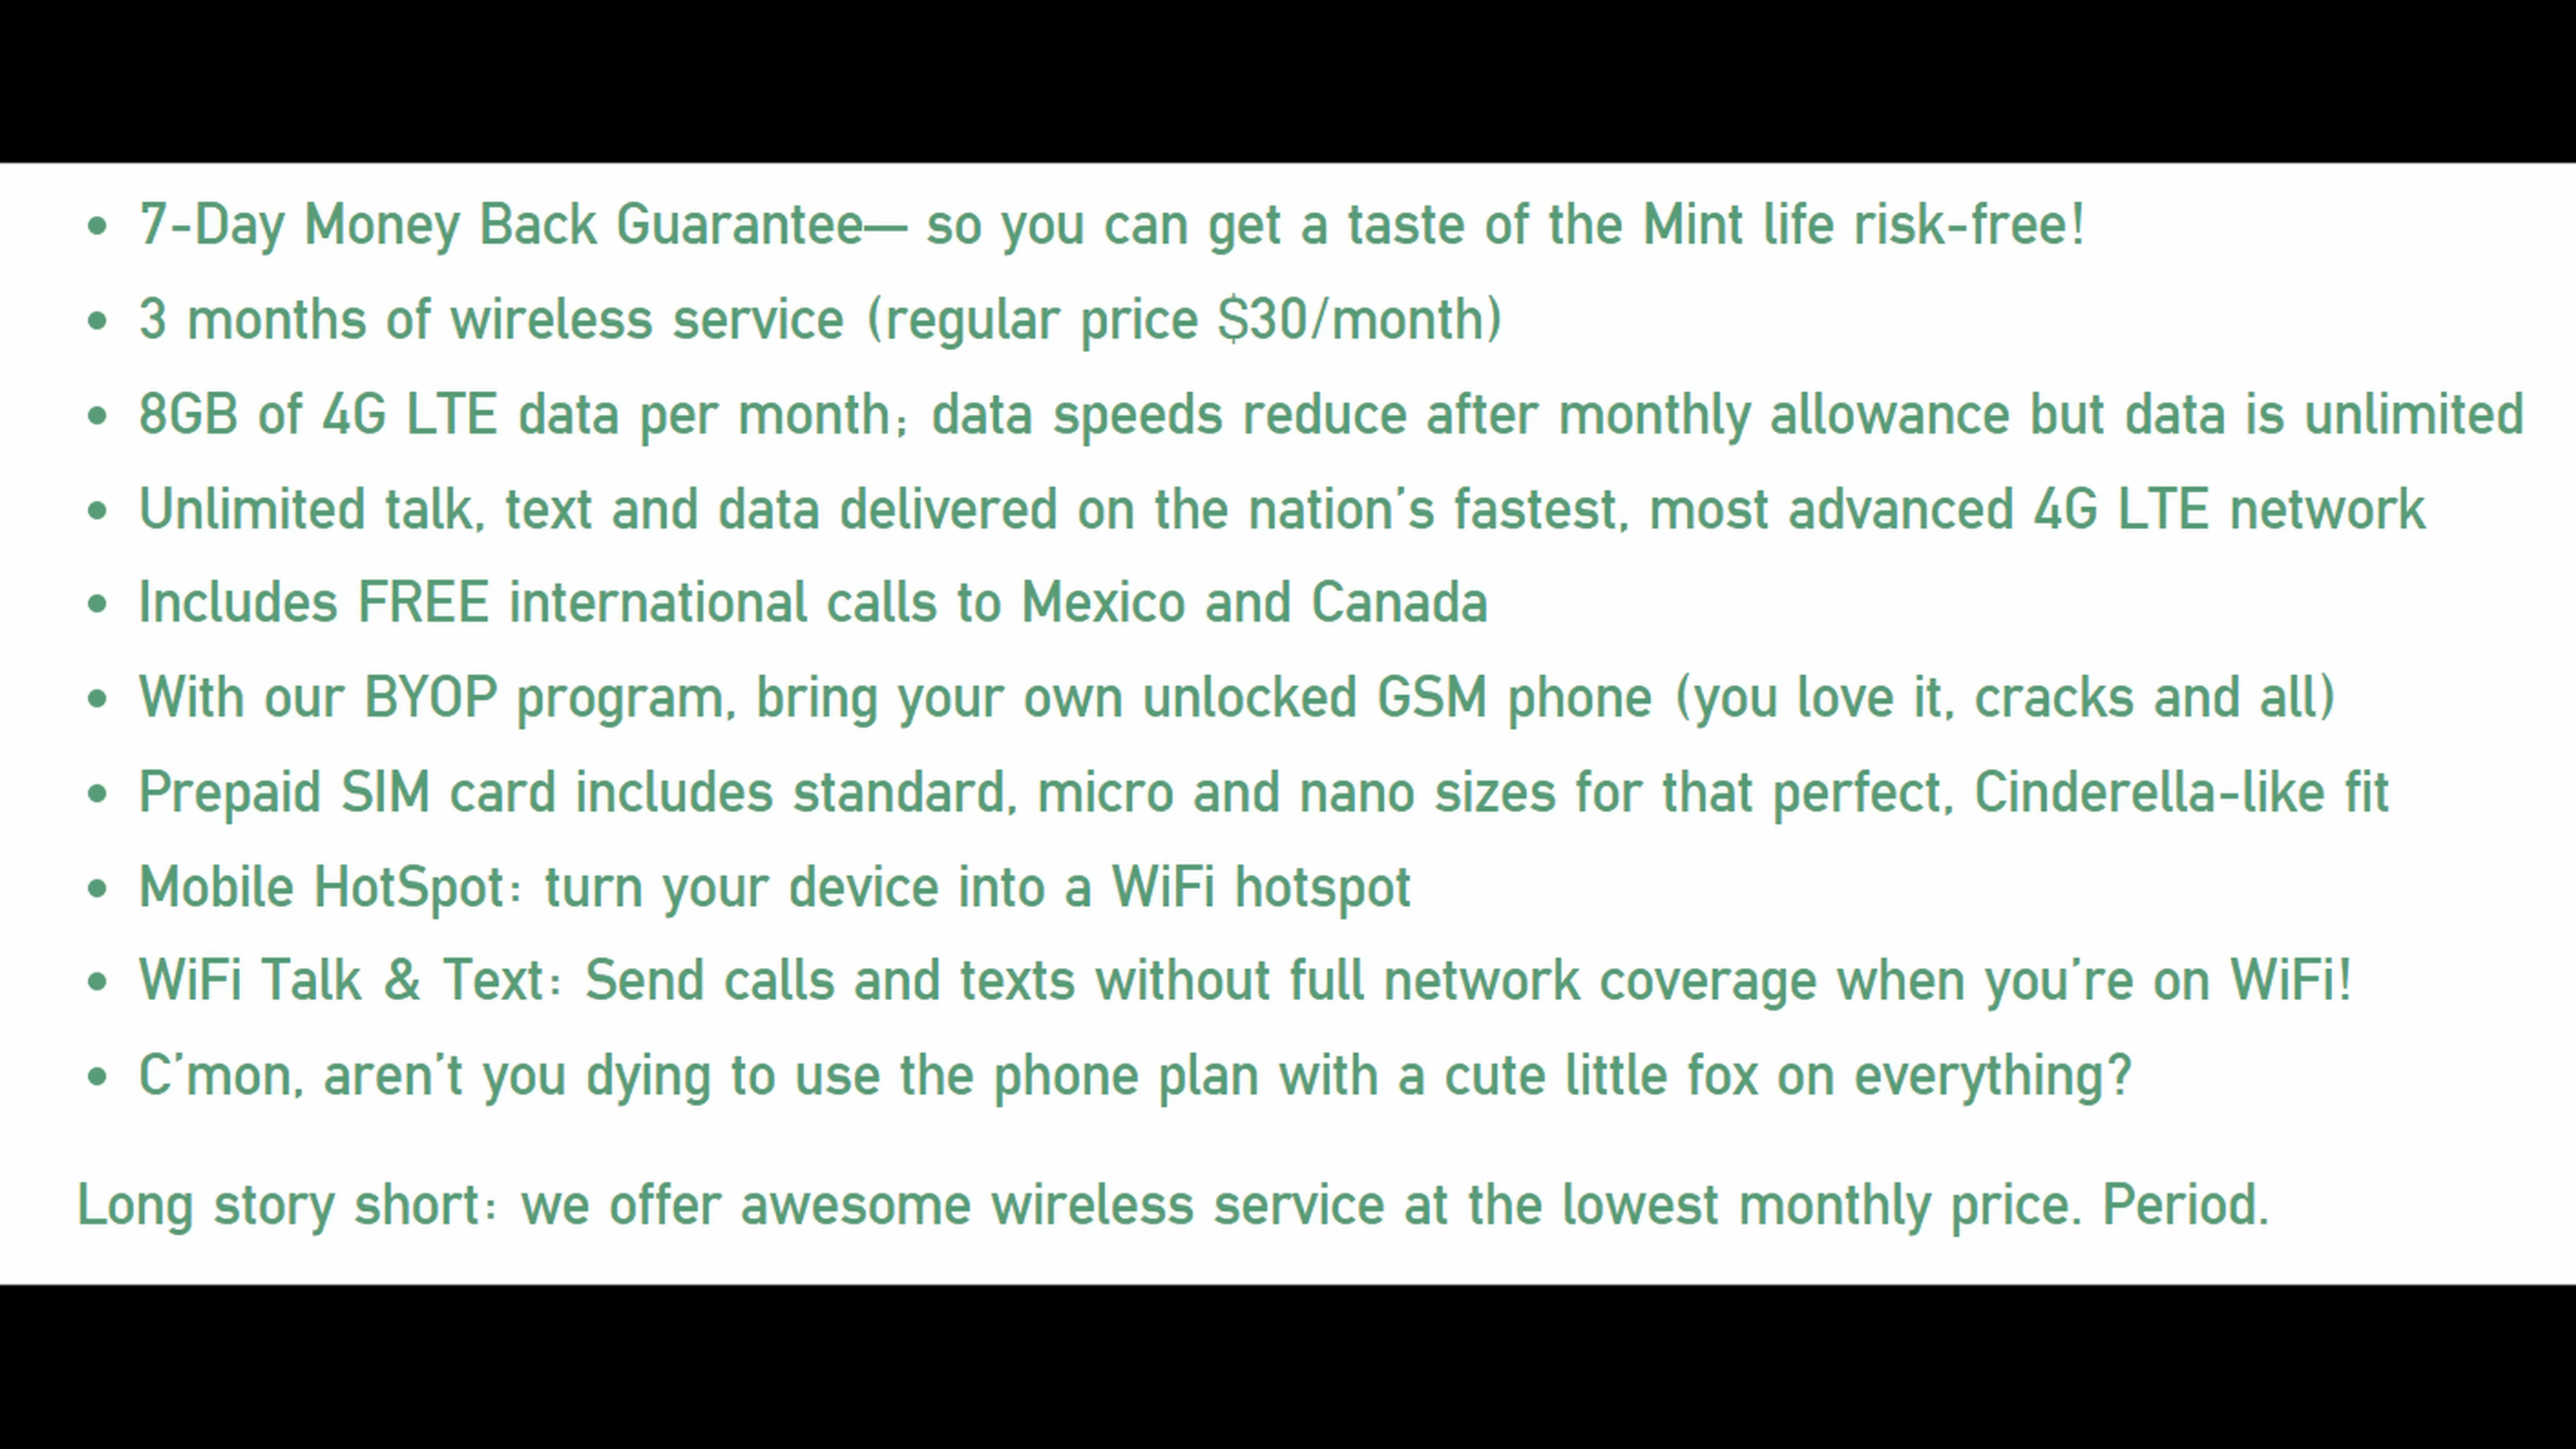 • 7-Day Money Back Guarantee— so you can get a taste of the Mint life risk-free!
• 3 months of wireless service (regular price $30/month)
• 8GB of 4G LTE data per month; data speeds reduce after monthly allowance but data is unlimited
• Unlimited talk, text and data delivered on the nation’s fastest, most advanced 4G LTE network
• Includes FREE international calls to Mexico and Canada
• With our BYOP program, bring your own unlocked GSM phone (you love it, cracks and all)
• Prepaid SIM card includes standard, micro and nano sizes for that perfect, Cinderella-like fit
• Mobile HotSpot: turn your device into a WiFi hotspot
• WiFi Talk & Text: Send calls and texts without full network coverage when you’re on WiFi!
• C’mon, aren’t you dying to use the phone plan with a cute little fox on everything?
Long story short: we offer awesome wireless service at the lowest monthly price. Period.